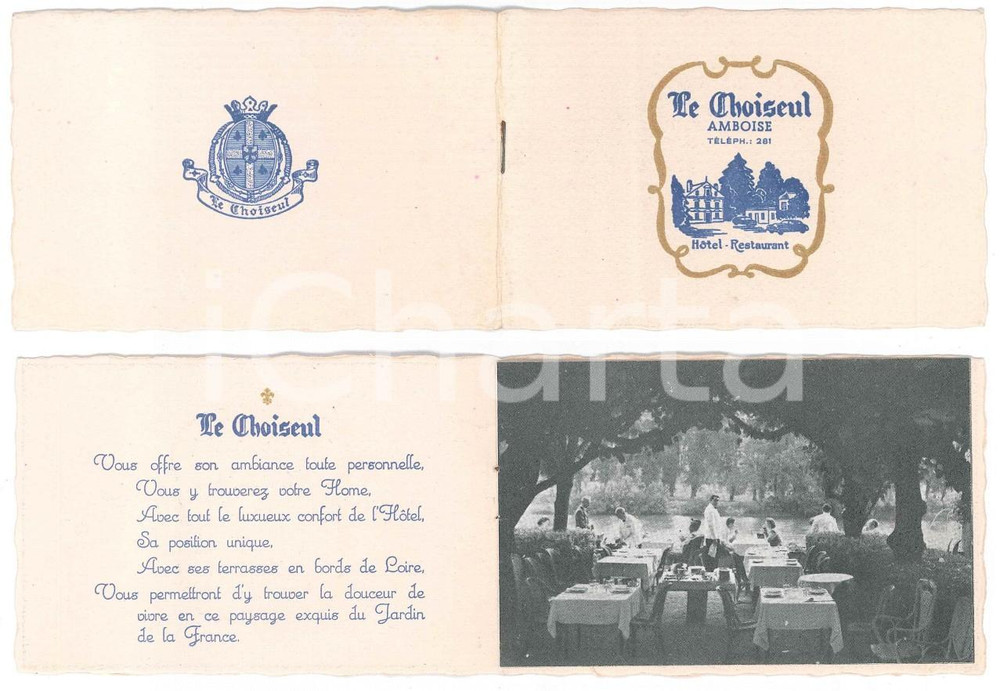 Le Choiseul
Le Choiseul
AMBOISE
TÉLÉPH.: 281
Hôtel - Restaurant
iCharta
Le Choiseul
Vous offre son ambiance toute personnelle,
Vous y trouverez votre Home,
Avec tout le luxueux confort de l'Hôtel,
Sa position unique,
Avec ses terrasses en bords de Loire,
Vous permettront d'y trouver la douceur de
vivre en ce paysage exquis du Jardin
de la France.